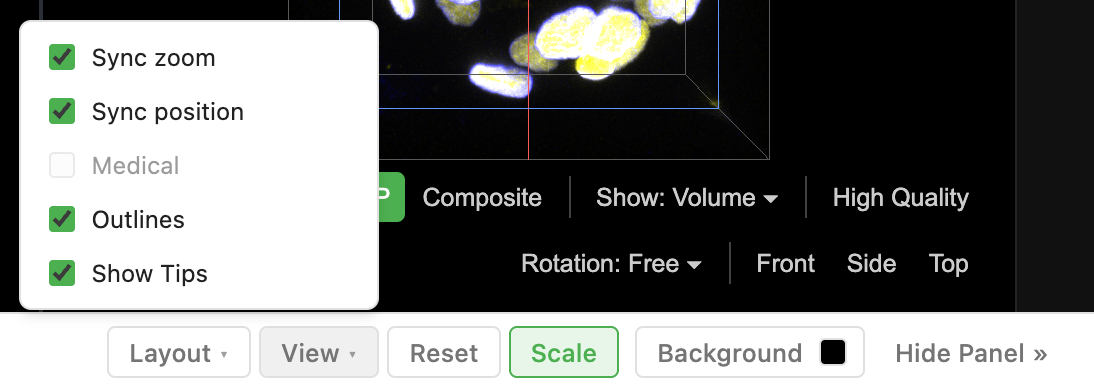 Sync zoom
Sync position
Medical
Outlines
Show Tips
P Composite Show: Volume High Quality
Rotation: Free Front Side Top
Layout View Reset Scale Background Hide Panel »